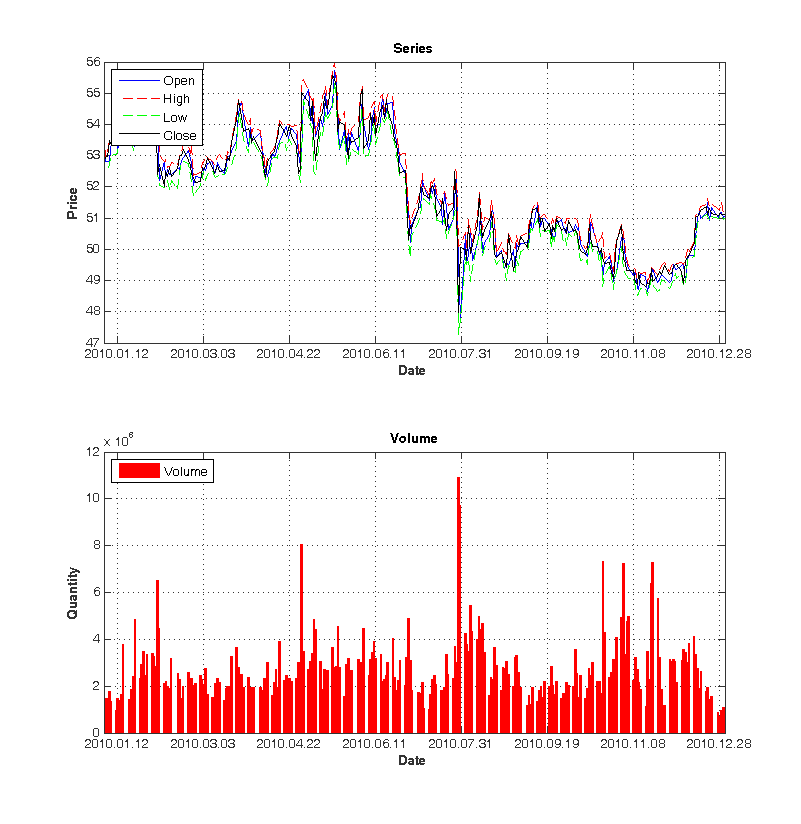 Series
56
55
54
53
52
51
50
49
48
47
Price
Open
High
Low
Close
2010.01.12 2010.03.03 2010.04.22 2010.06.11 2010.07.31 2010.09.19 2010.11.08 2010.12.28
Date
Volume
x 10^6
12
10
8
6
4
2
0
Quantity
Volume
2010.01.12 2010.03.03 2010.04.22 2010.06.11 2010.07.31 2010.09.19 2010.11.08 2010.12.28
Date